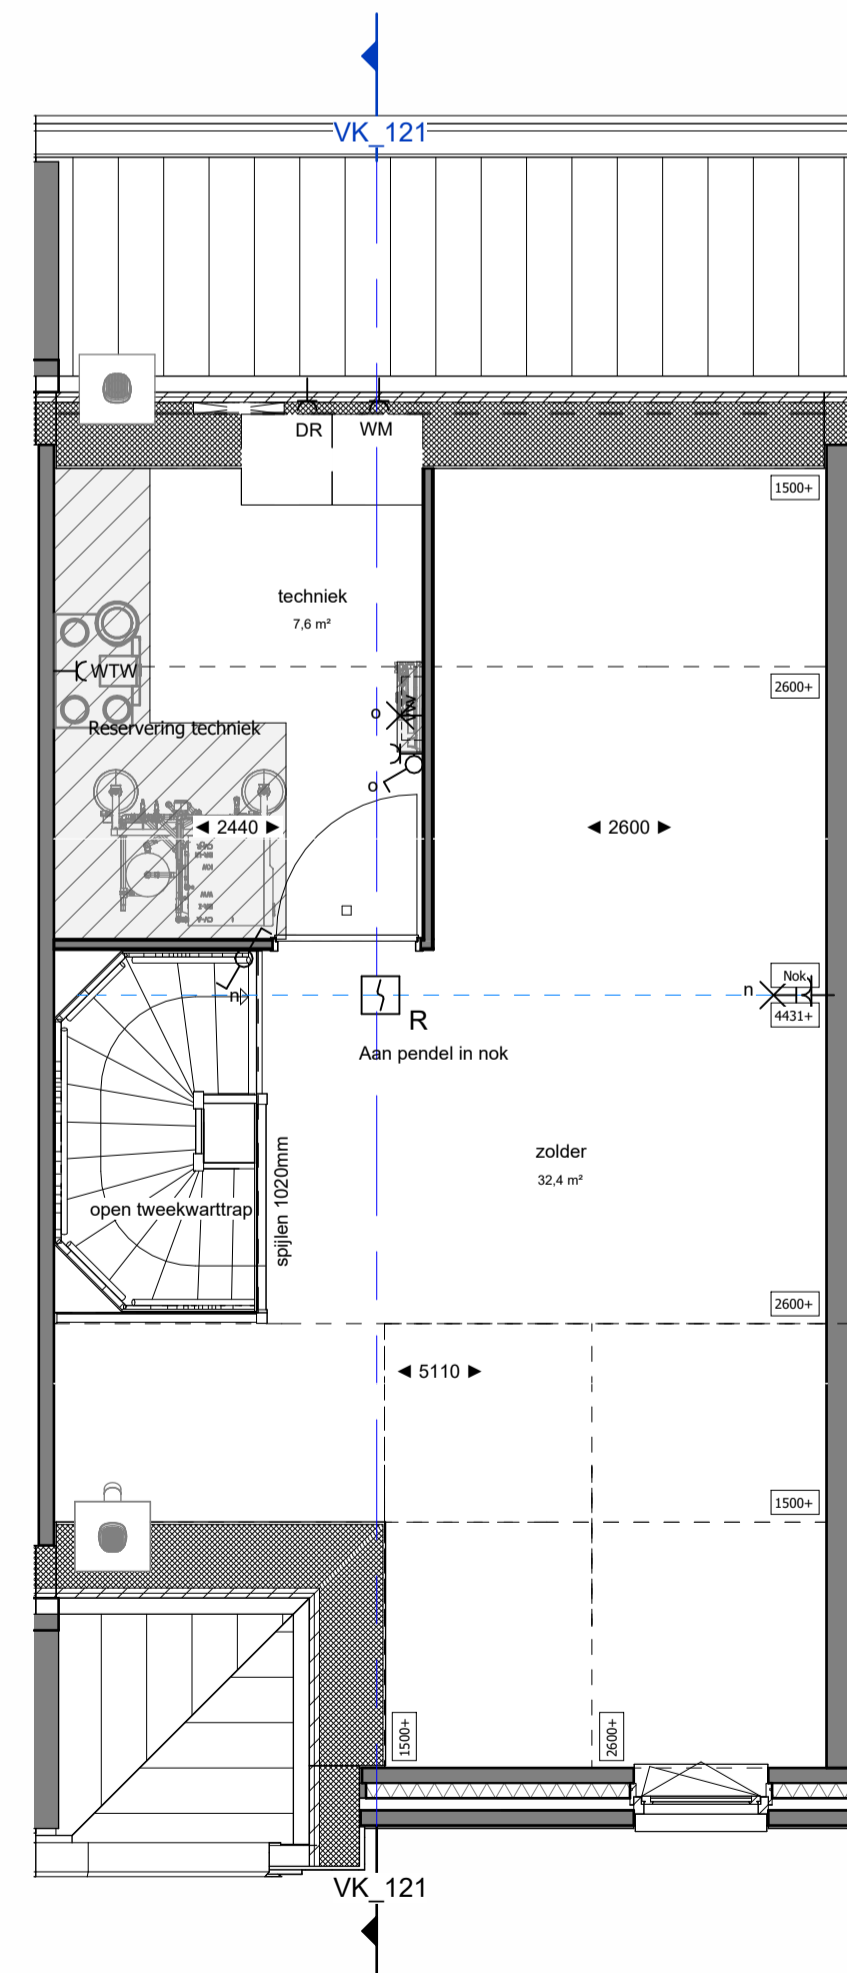 VK_121
DR
WM
1500+
techniek
7,6 m²
WTW
2600+
o
W
Reservering techniek
o
2440
2600
n
Nok
n
4431+
R
Aan pendel in nok
zolder
32,4 m²
spijlen 1020mm
open tweekwarttrap
2600+
5110
1500+
1500+
2600+
VK_121